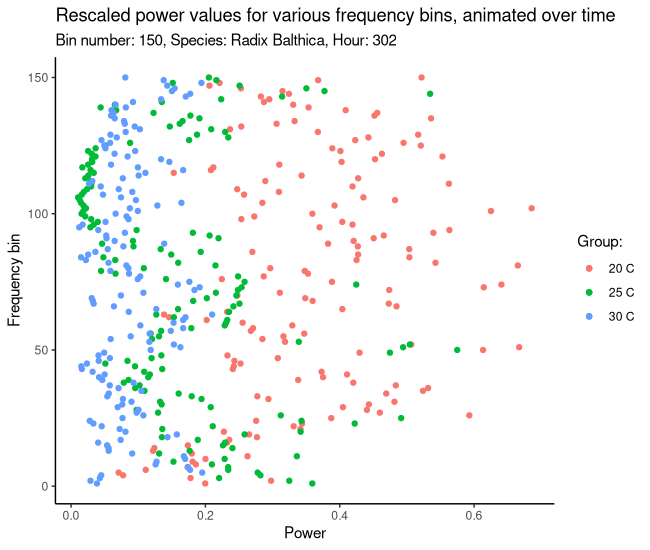 Rescaled power values for various frequency bins, animated over time
Bin number: 150, Species: Radix Balthica, Hour: 302
150
100
50
0
Frequency bin
0.0
0.2
0.4
0.6
Power
Group:
20 C
25 C
30 C